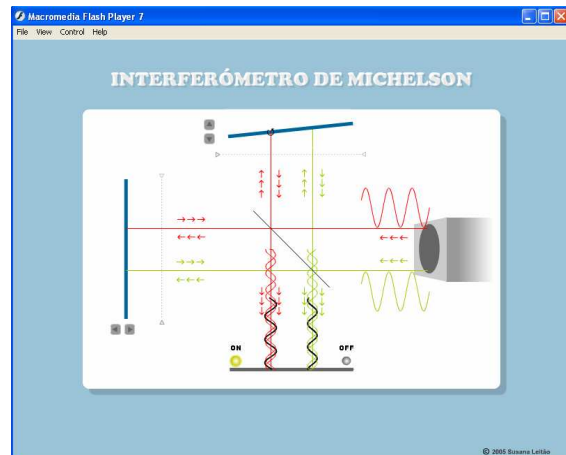 Macromedia Flash Player 7
File View Control Help
INTERFERÓMETRO DE MICHELSON
ON OFF
© 2005 Susana Leitão